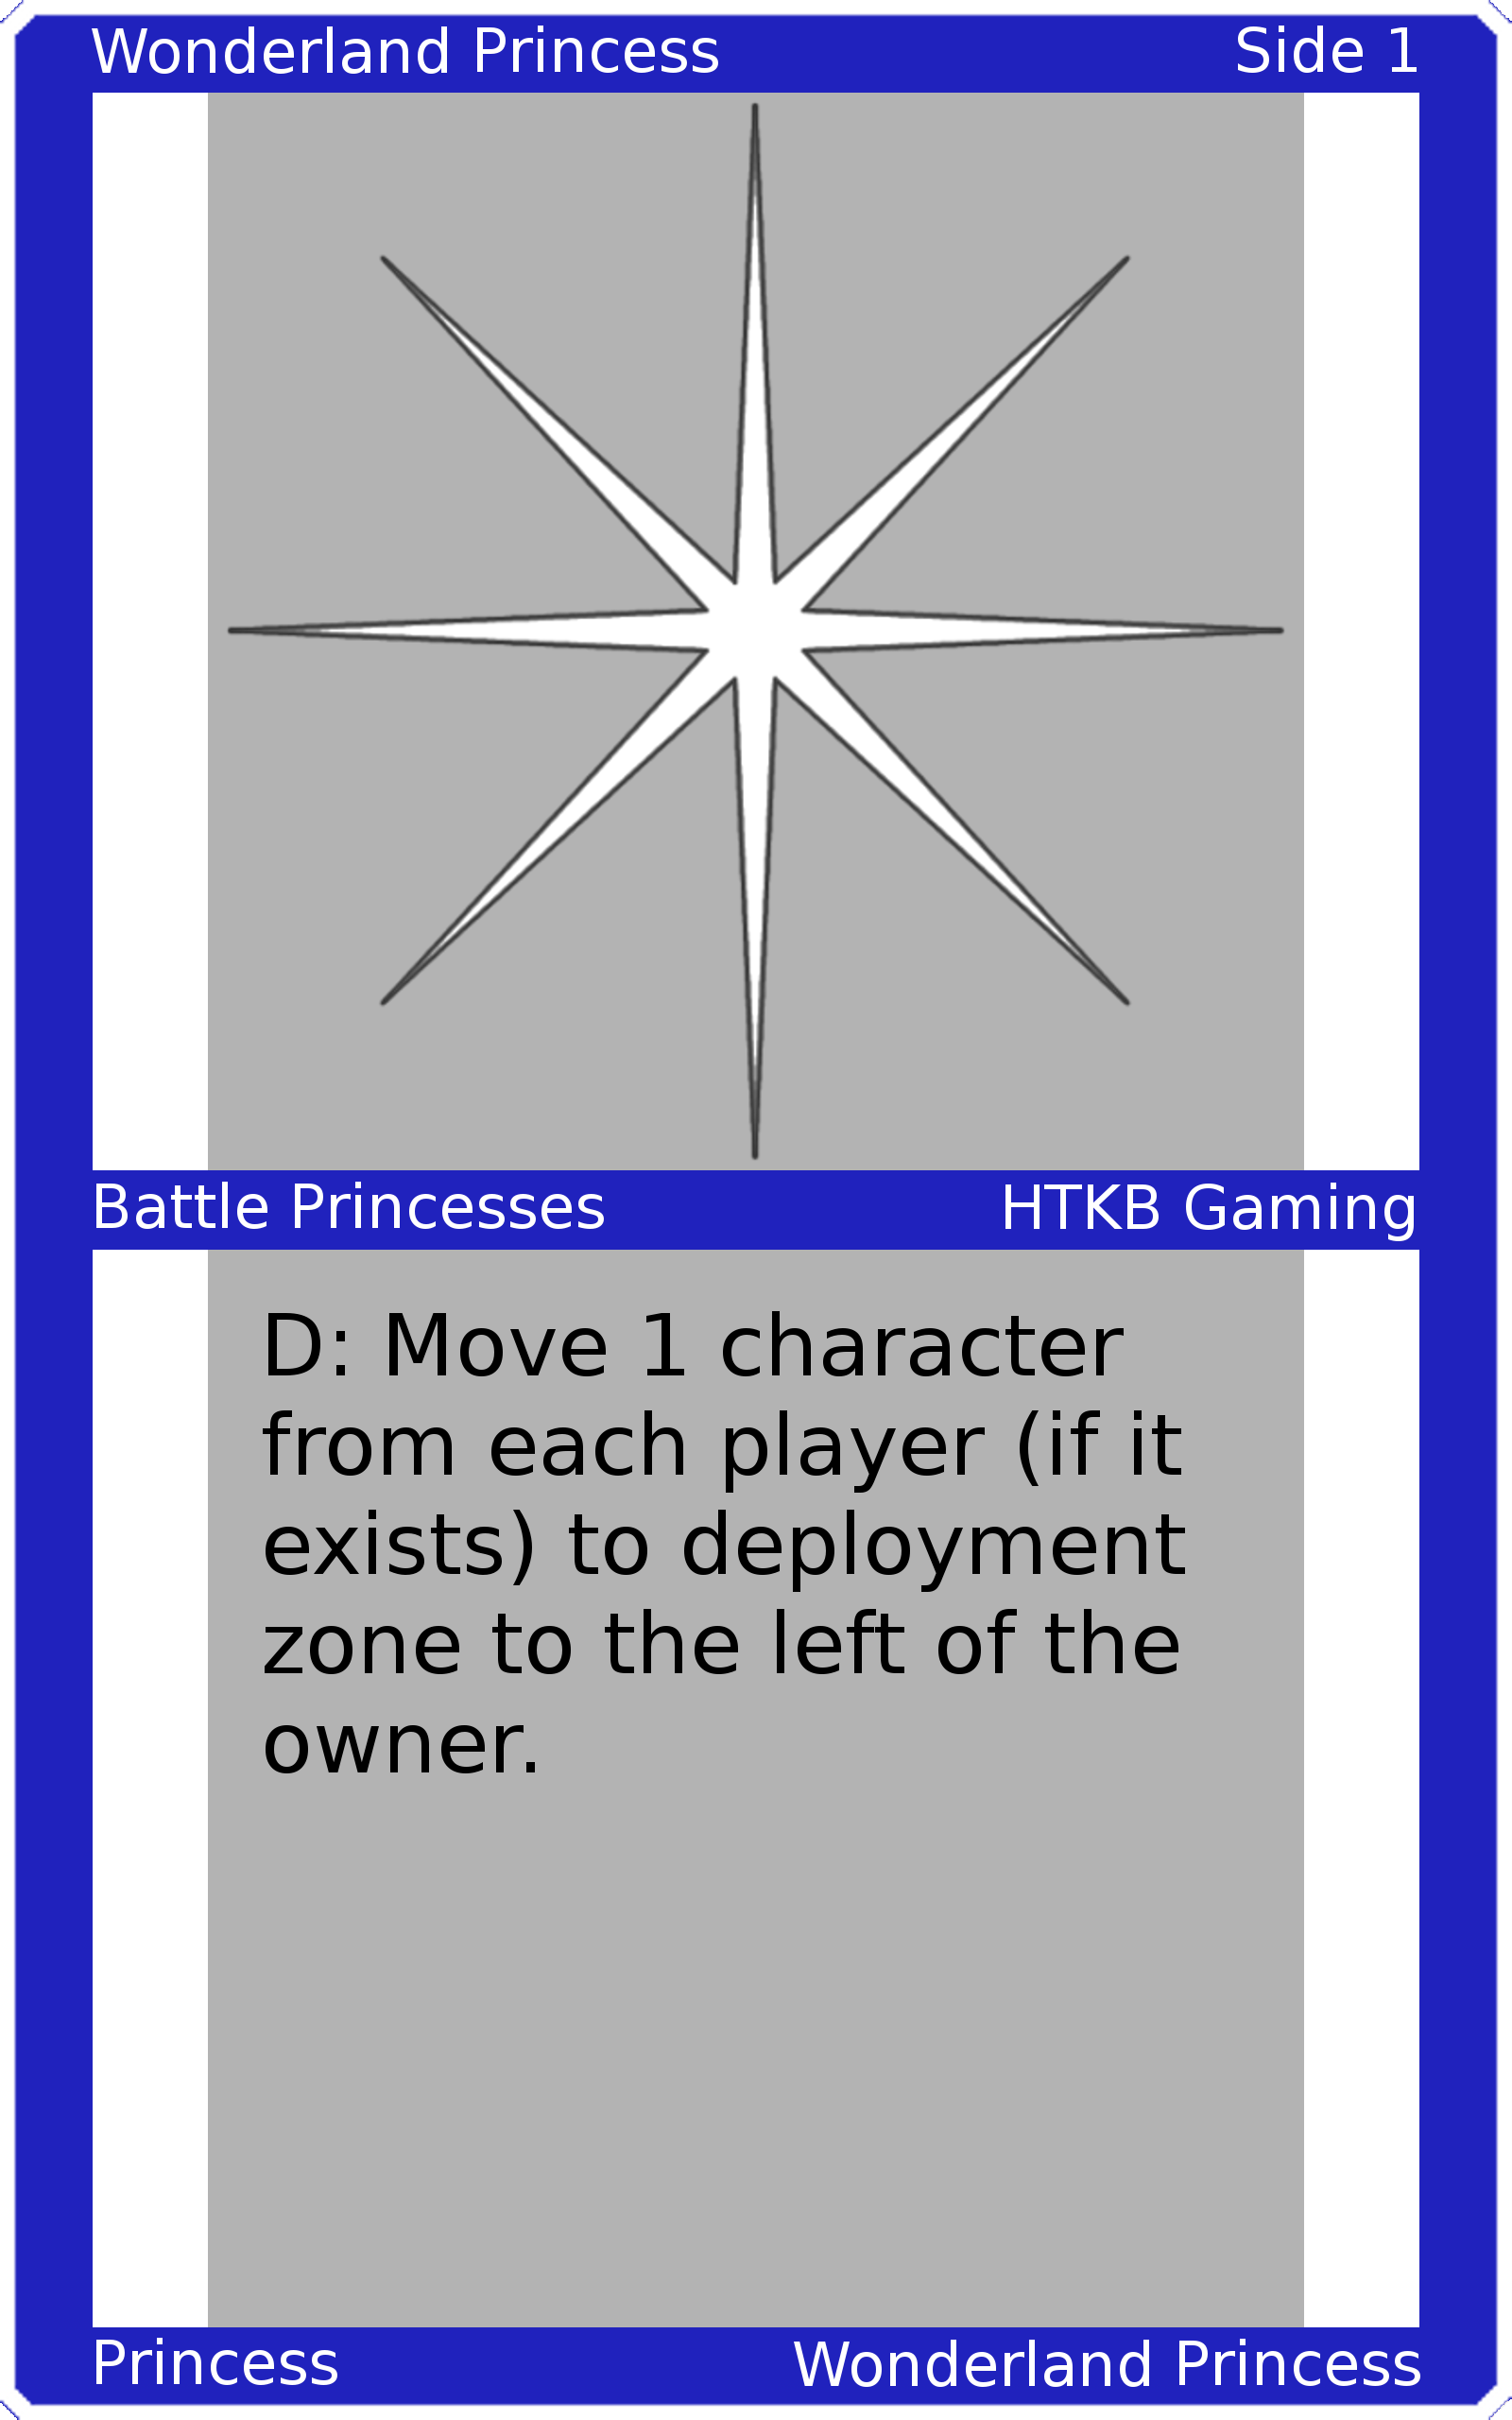 Wonderland Princess Side 1
Battle Princesses HTKB Gaming
D: Move 1 character
from each player (if it
exists) to deployment
zone to the left of the
owner.
Princess Wonderland Princess